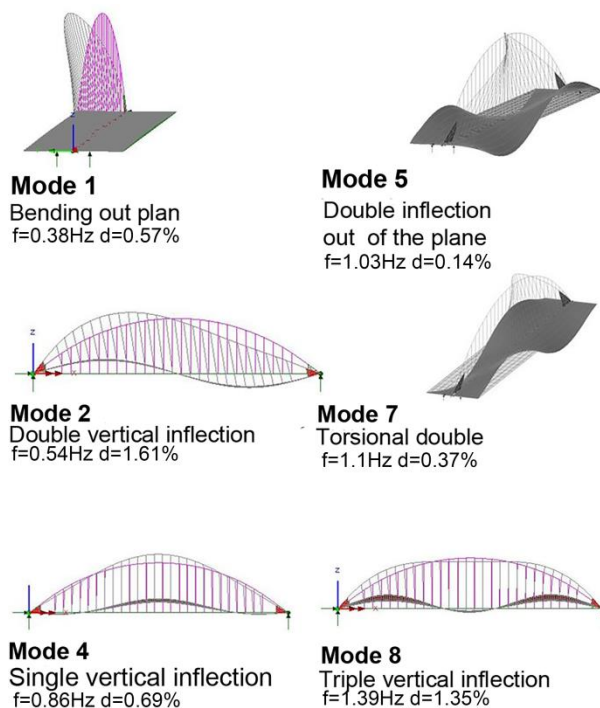 Mode 1
Bending out plan
f=0.38Hz d=0.57%
Mode 5
Double inflection
out of the plane
f=1.03Hz d=0.14%
z
x
Mode 2
Double vertical inflection
f=0.54Hz d=1.61%
Mode 7
Torsional double
f=1.1Hz d=0.37%
z
Mode 4
Single vertical inflection
f=0.86Hz d=0.69%
z
Mode 8
Triple vertical inflection
f=1.39Hz d=1.35%